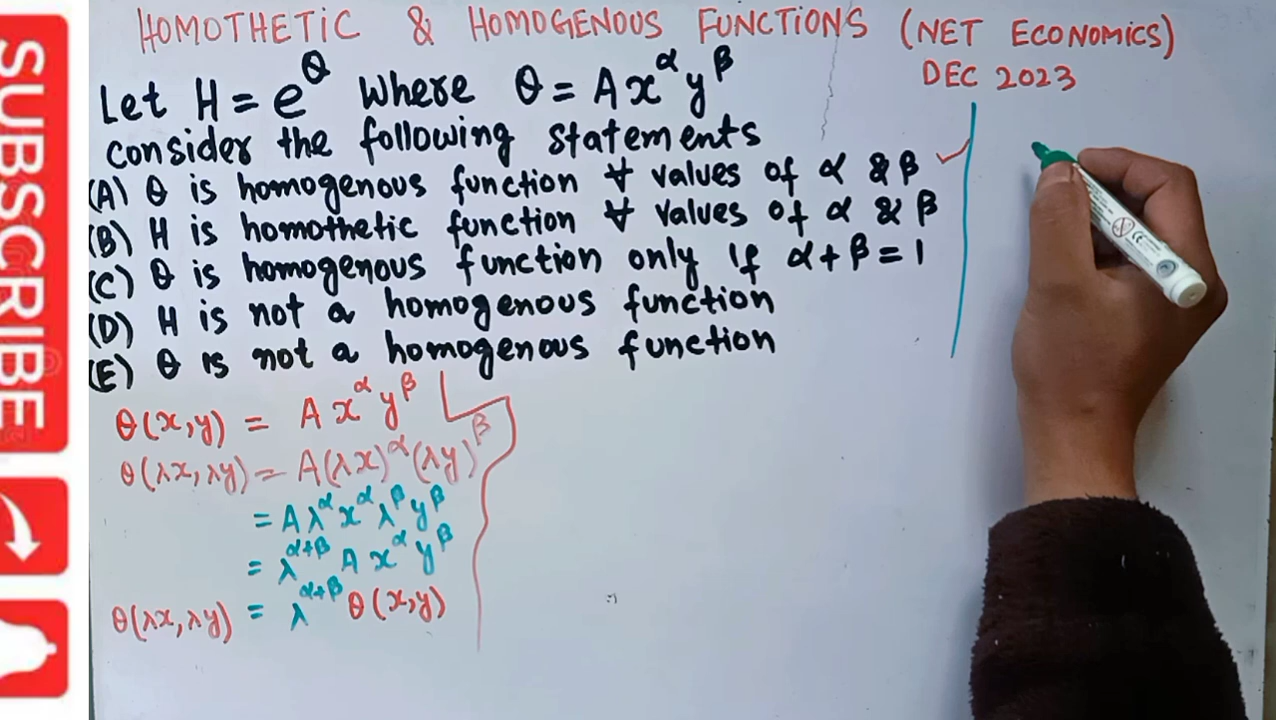 HOMOTHETIC & HOMOGENOUS FUNCTIONS (NET ECONOMICS)
DEC 2023
Let H = e^θ where θ = Ax^α y^β
consider the following statements
(A) θ is homogenous function ∀ values of α & β ✓
(B) H is homothetic function ∀ values of α & β
(C) θ is homogenous function only if α+β=1
(D) H is not a homogenous function
(E) θ is not a homogenous function
θ(x,y) = A x^α y^β
θ(λx,λy) = A(λx)^α (λy)^β
= Aλ^α x^α λ^β y^β
= λ^(α+β) A x^α y^β
θ(λx,λy) = λ^(α+β) θ(x,y)
SUBSCRIBE